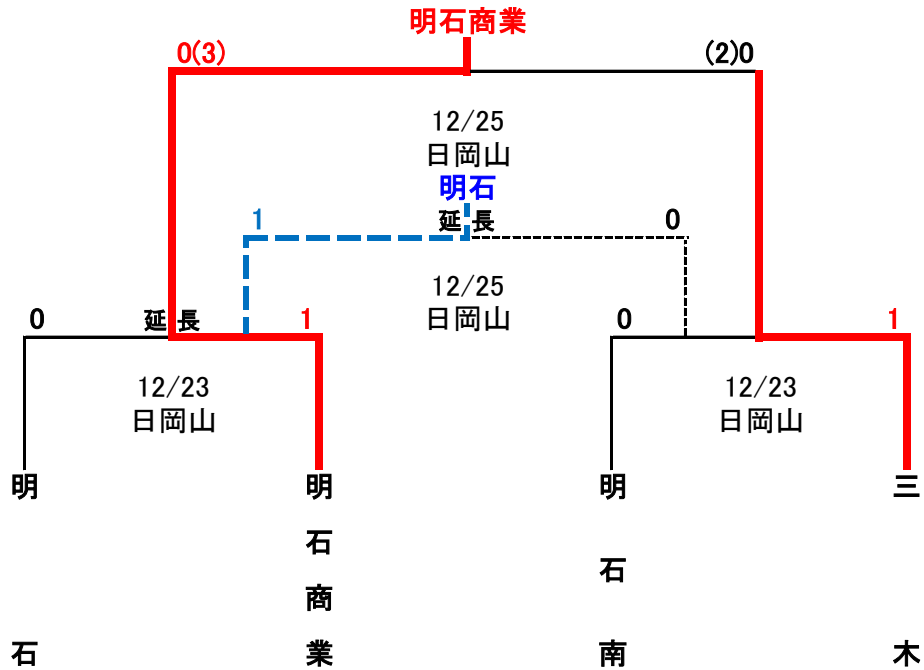 明石商業
0(3) (2)0
12/25
日岡山
明石
1 延長 0
12/25
日岡山
0 延長 1 0 1
12/23 12/23
日岡山 日岡山
明石 明石商業 明石南 三木